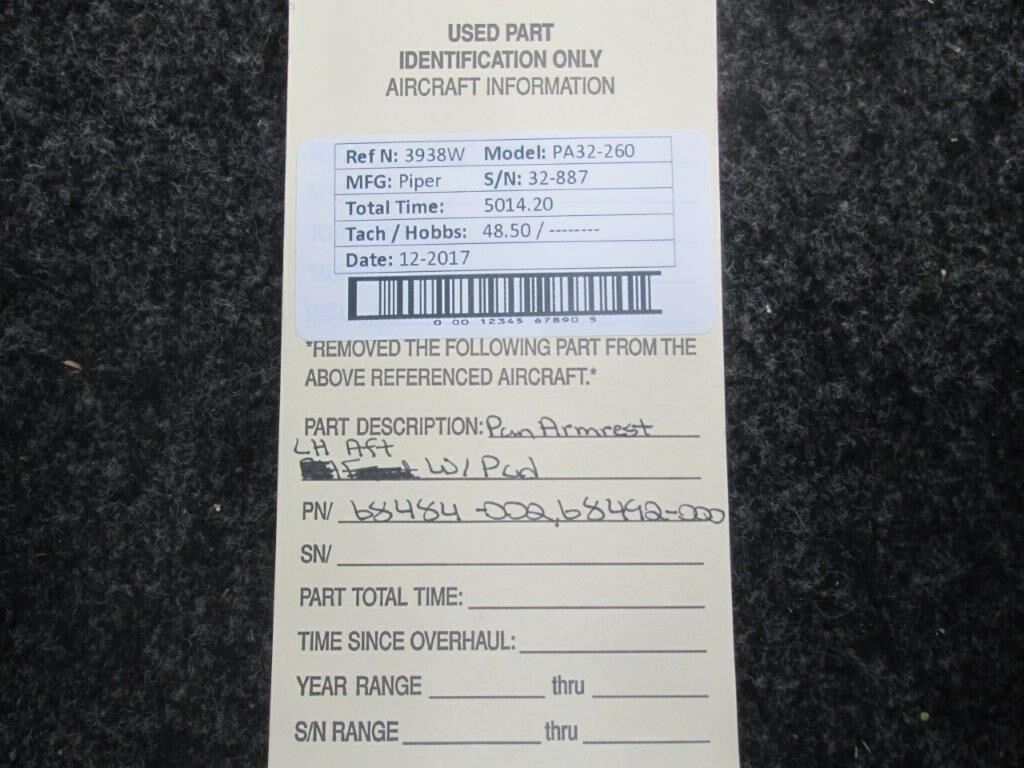 USED PART
IDENTIFICATION ONLY
AIRCRAFT INFORMATION
Ref N: 3938W Model: PA32-260
MFG: Piper S/N: 32-887
Total Time: 5014.20
Tach / Hobbs: 48.50 / --------
Date: 12-2017
0 00 12345 67890 5
*REMOVED THE FOLLOWING PART FROM THE
ABOVE REFERENCED AIRCRAFT.*
PART DESCRIPTION: Pan Armrest
LH Aft
W/ Pad
PN/ 68484-002, 68492-000
SN/
PART TOTAL TIME:
TIME SINCE OVERHAUL:
YEAR RANGE thru
S/N RANGE thru